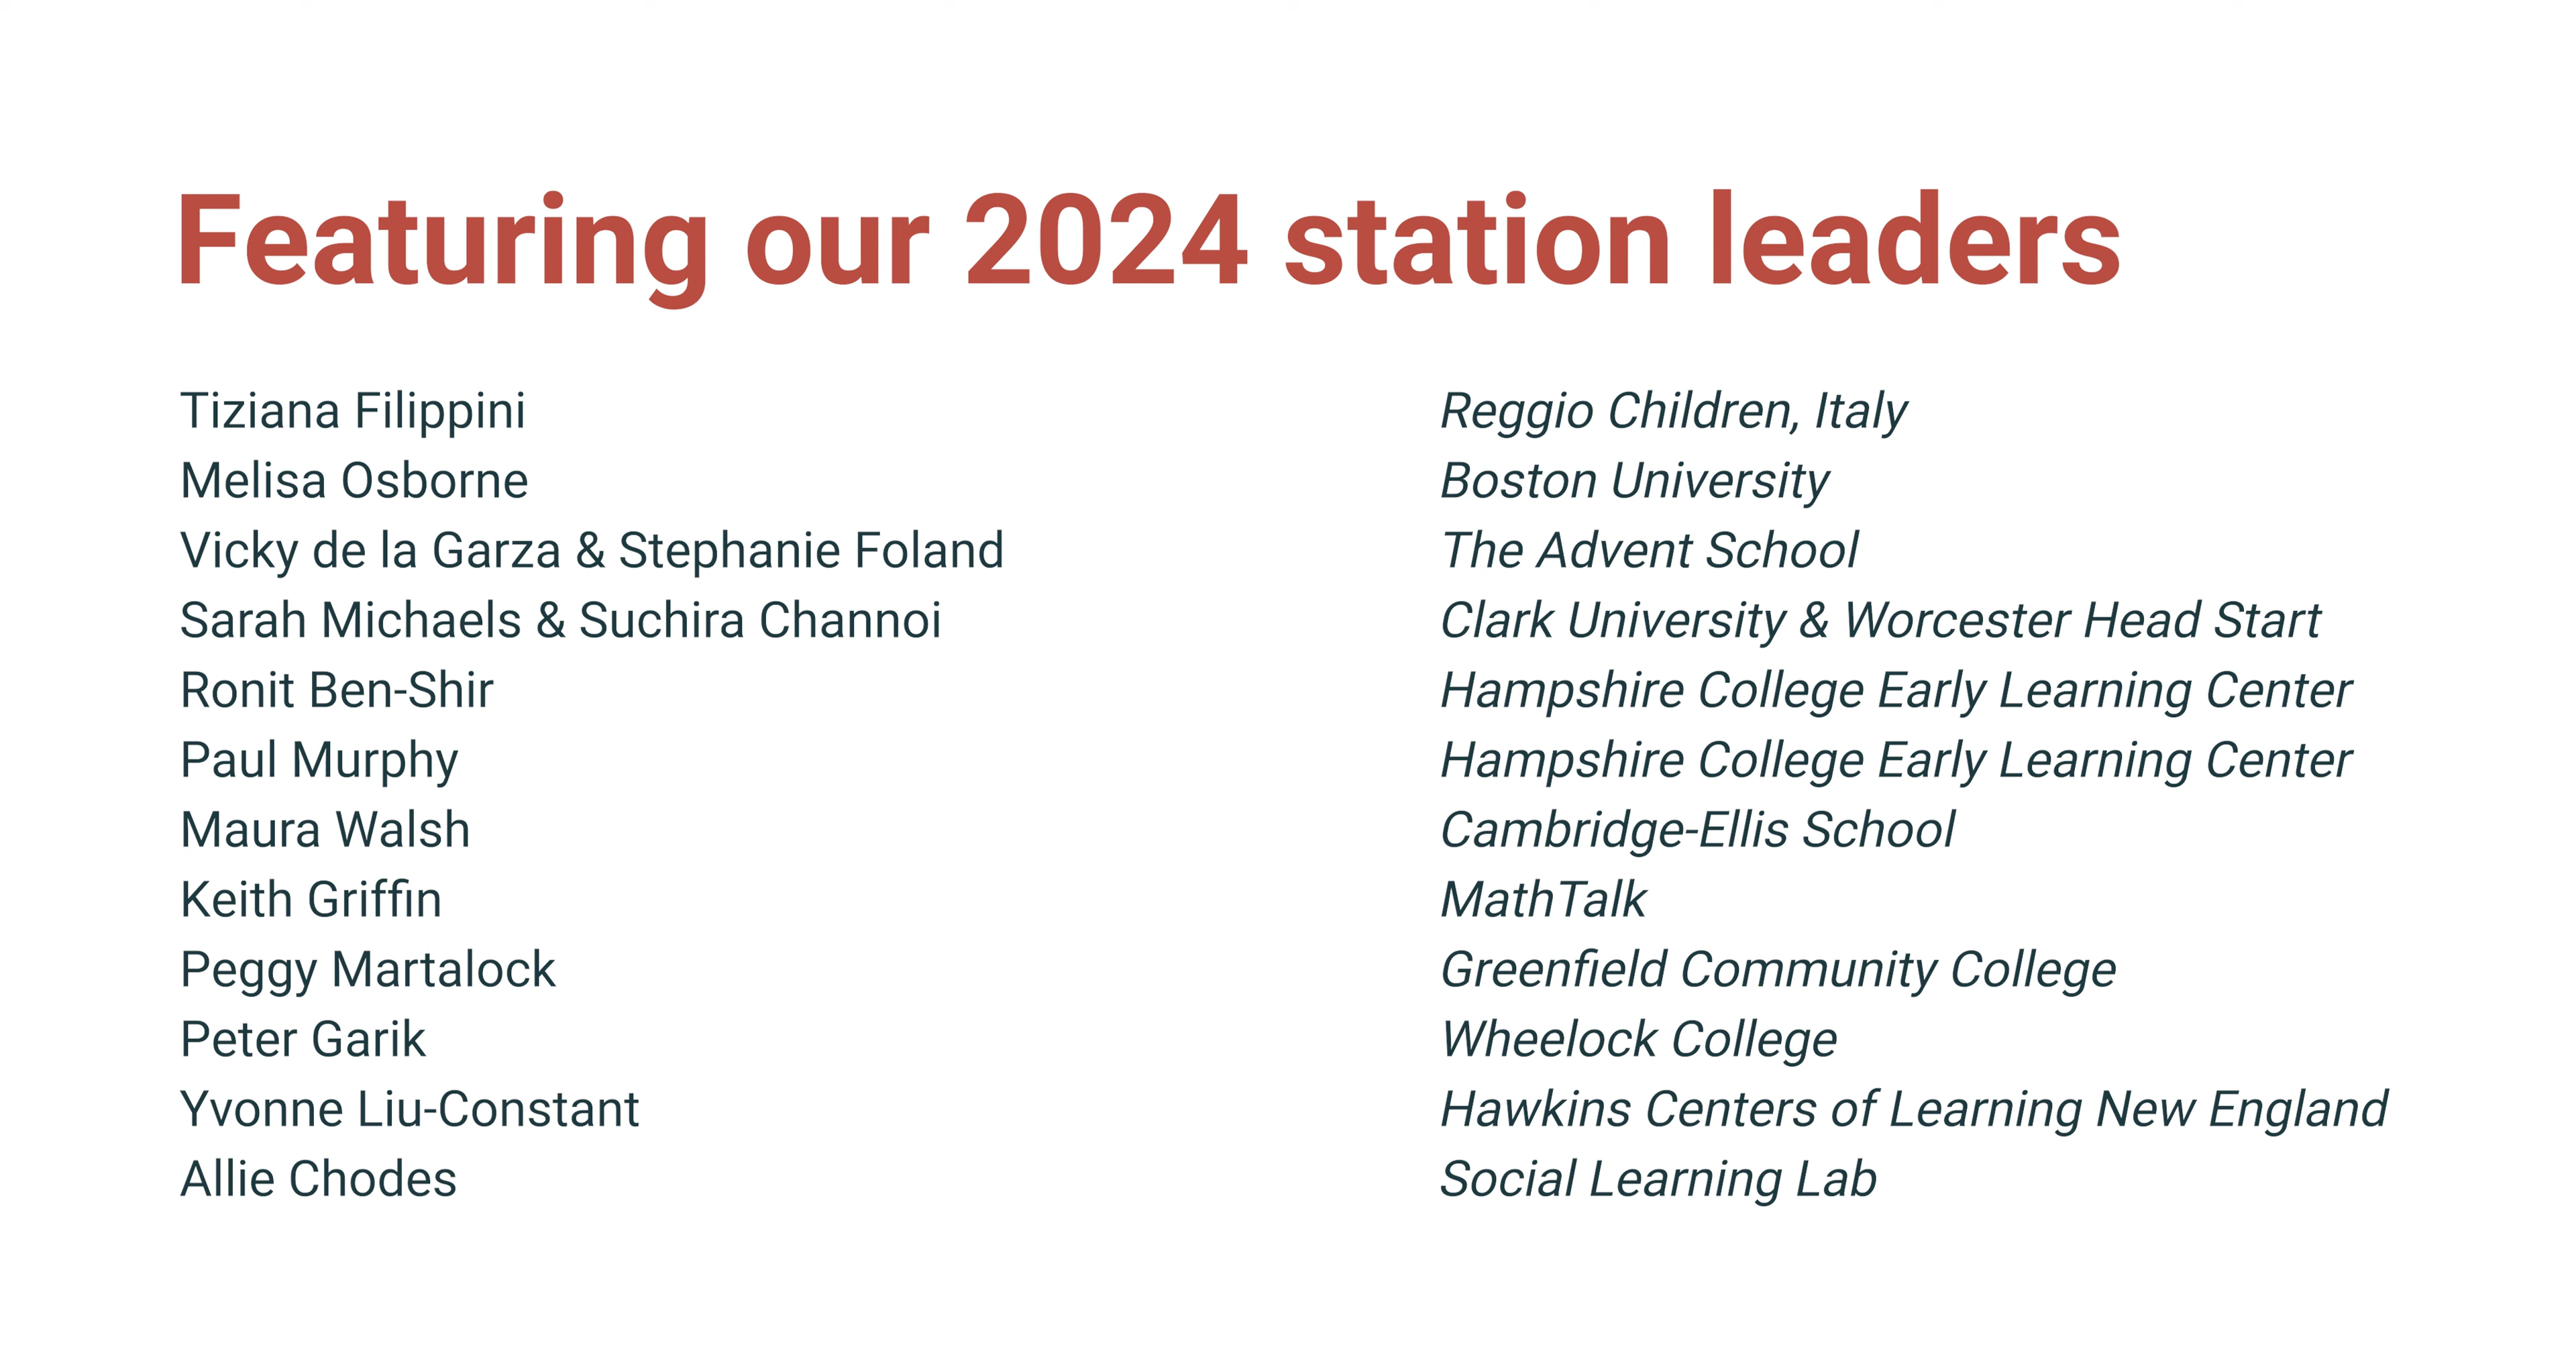 Featuring our 2024 station leaders
Tiziana Filippini Reggio Children, Italy
Melisa Osborne Boston University
Vicky de la Garza & Stephanie Foland The Advent School
Sarah Michaels & Suchira Channoi Clark University & Worcester Head Start
Ronit Ben-Shir Hampshire College Early Learning Center
Paul Murphy Hampshire College Early Learning Center
Maura Walsh Cambridge-Ellis School
Keith Griffin MathTalk
Peggy Martalock Greenfield Community College
Peter Garik Wheelock College
Yvonne Liu-Constant Hawkins Centers of Learning New England
Allie Chodes Social Learning Lab